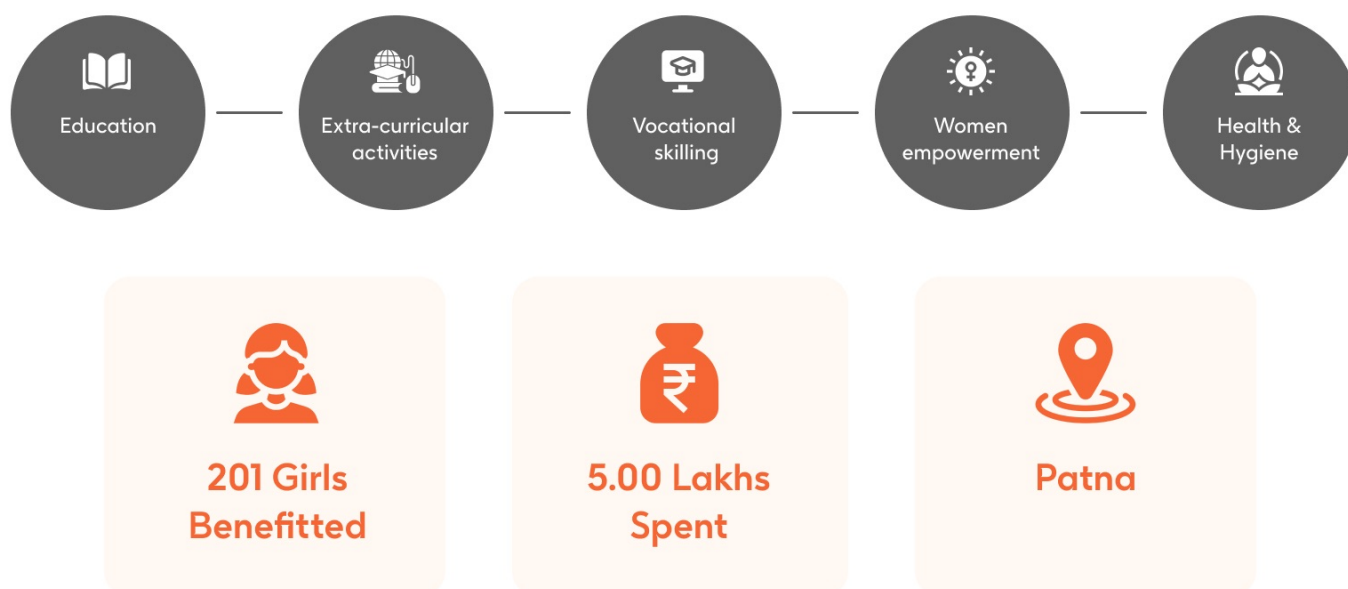 Education
Extra-curricular
activities
Vocational
skilling
Women
empowerment
Health &
Hygiene
₹
201 Girls
Benefitted
5.00 Lakhs
Spent
Patna